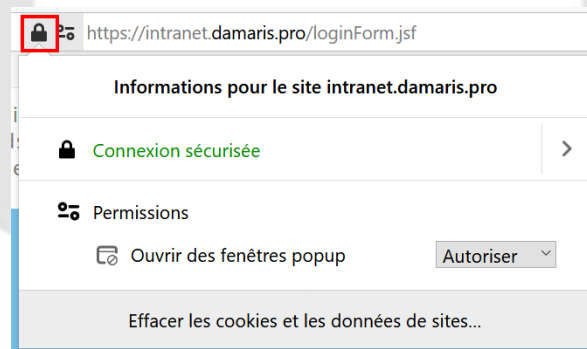 https://intranet.damaris.pro/loginForm.jsf
Informations pour le site intranet.damaris.pro
Connexion sécurisée
Permissions
Ouvrir des fenêtres popup Autoriser
Effacer les cookies et les données de sites...